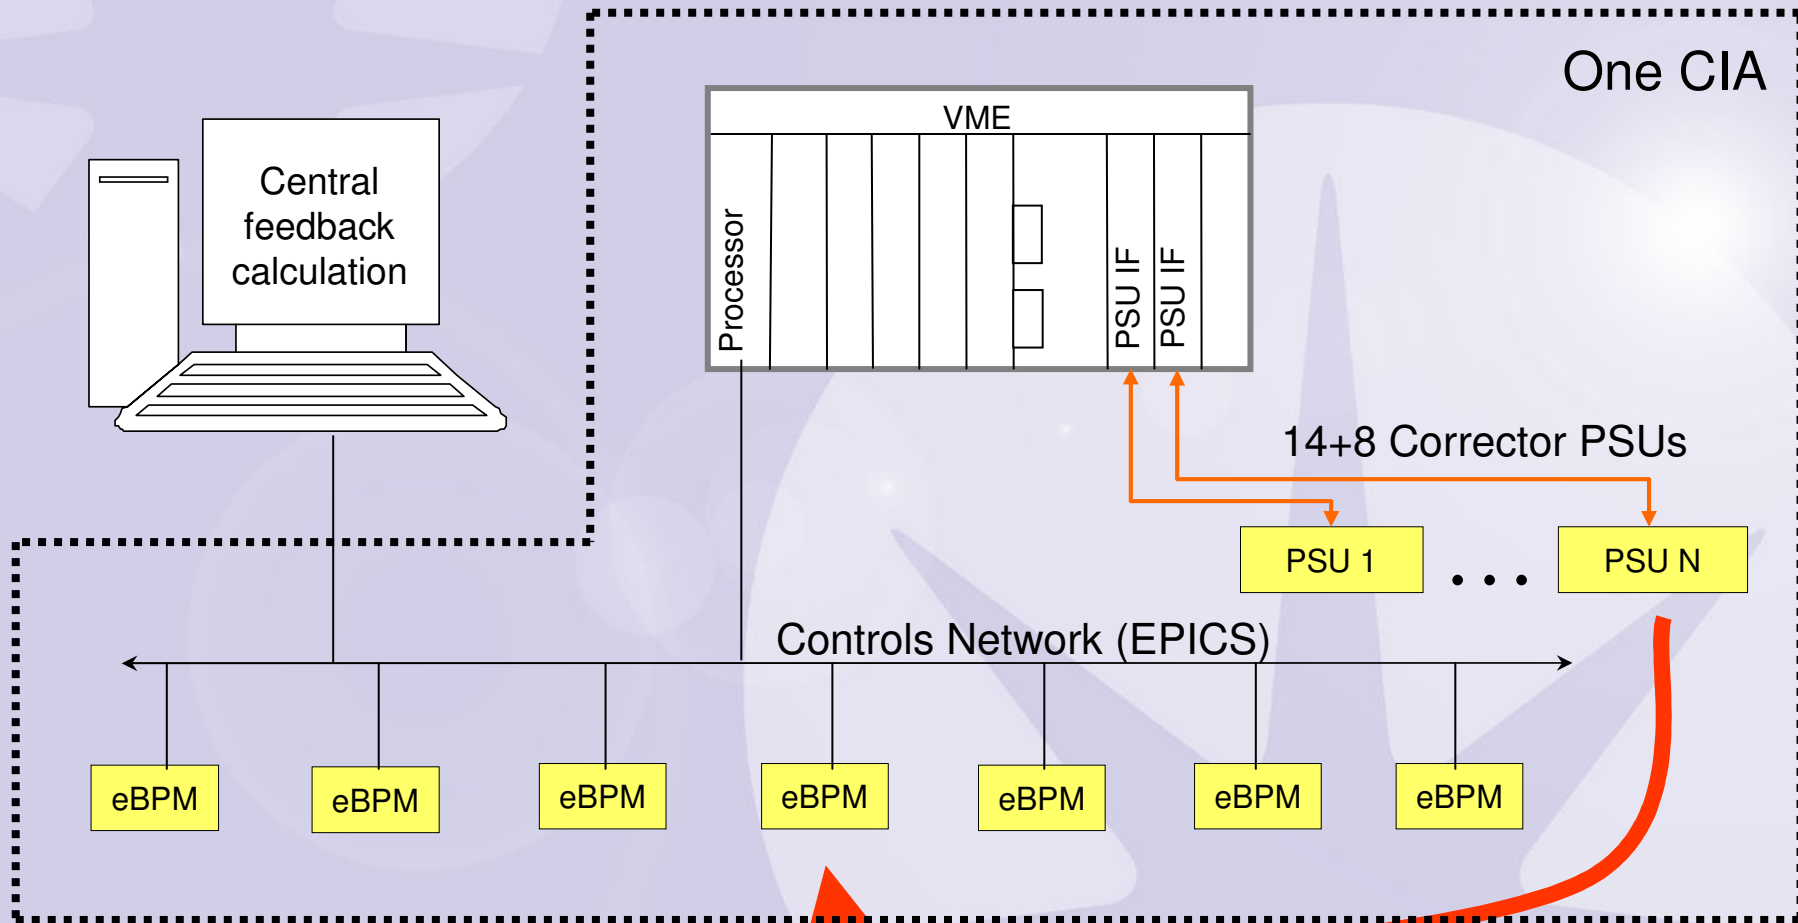 One CIA
VME
Central
feedback
calculation
Processor
PSU IF
PSU IF
14+8 Corrector PSUs
PSU 1
. . .
PSU N
Controls Network (EPICS)
eBPM
eBPM
eBPM
eBPM
eBPM
eBPM
eBPM